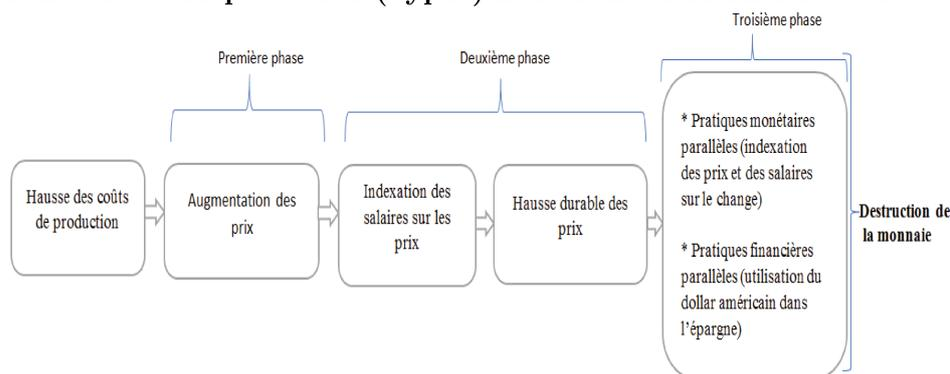 Première phase
Deuxième phase
Troisième phase
Hausse des coûts
de production
Augmentation des
prix
Indexation des
salaires sur les
prix
Hausse durable des
prix
* Pratiques monétaires
parallèles (indexation
des prix et des salaires
sur le change)
* Pratiques financières
parallèles (utilisation du
dollar américain dans
l'épargne)
Destruction de
la monnaie